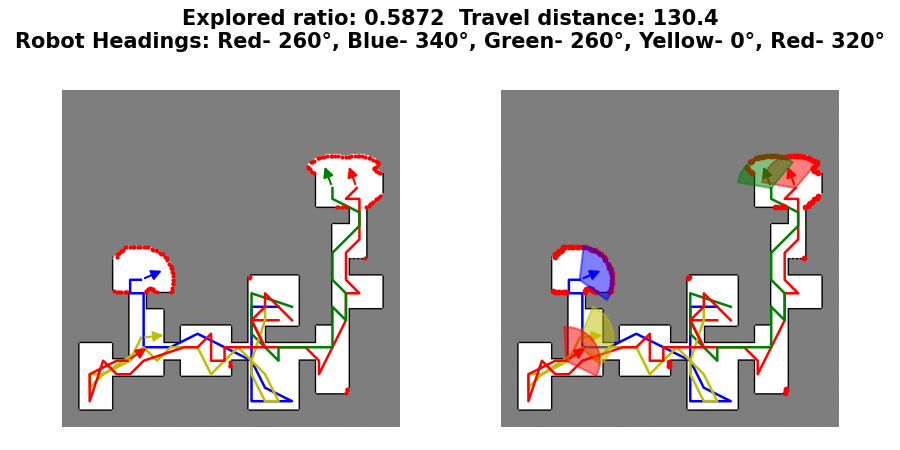 Explored ratio: 0.5872  Travel distance: 130.4
Robot Headings: Red- 260°, Blue- 340°, Green- 260°, Yellow- 0°, Red- 320°